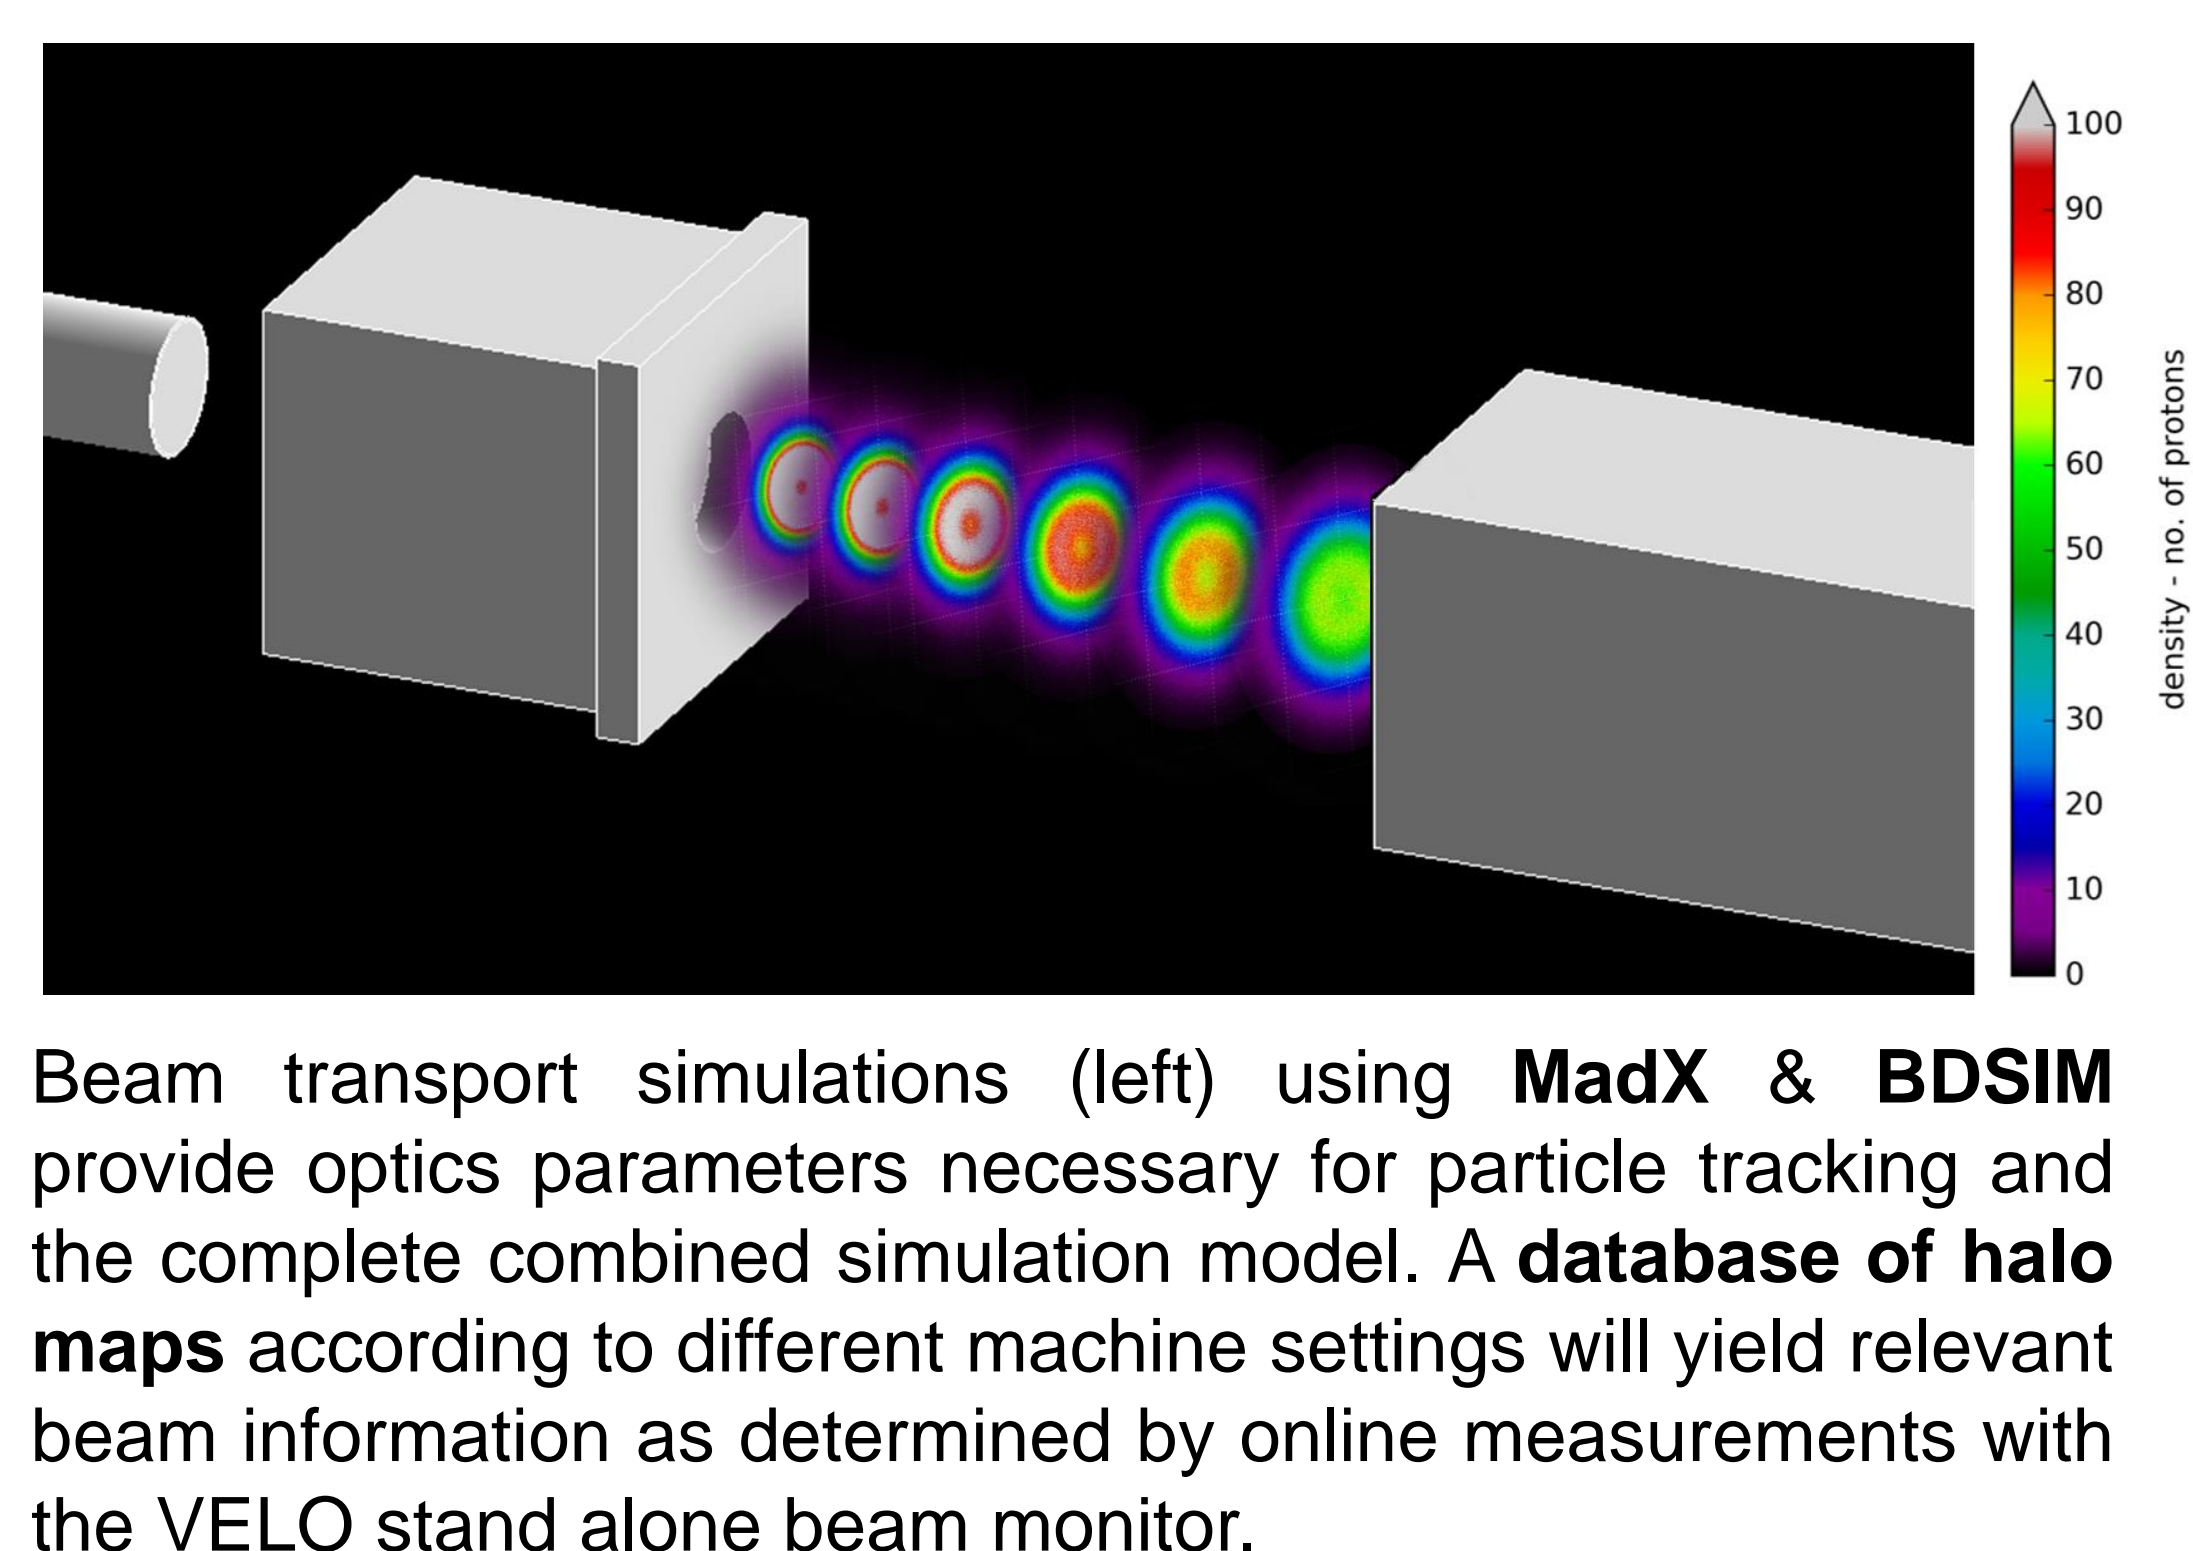 100
90
80
70
60
50
40
30
20
10
0
density - no. of protons
Beam transport simulations (left) using MadX & BDSIM
provide optics parameters necessary for particle tracking and
the complete combined simulation model. A database of halo
maps according to different machine settings will yield relevant
beam information as determined by online measurements with
the VELO stand alone beam monitor.